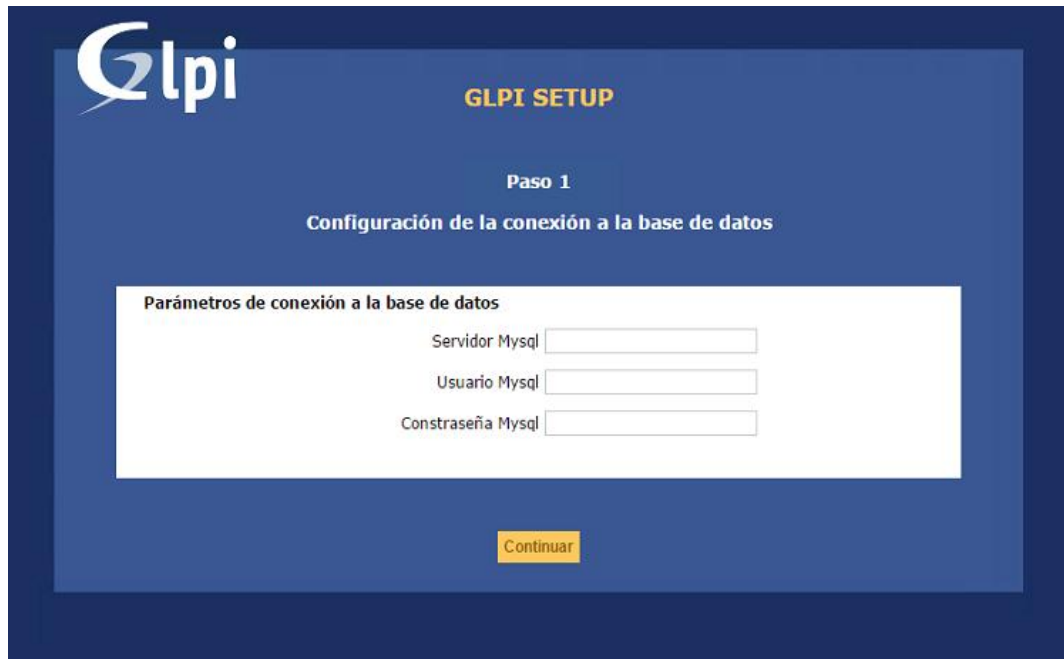 Glpi
GLPI SETUP
Paso 1
Configuración de la conexión a la base de datos
Parámetros de conexión a la base de datos
Servidor Mysql
Usuario Mysql
Constraseña Mysql
Continuar